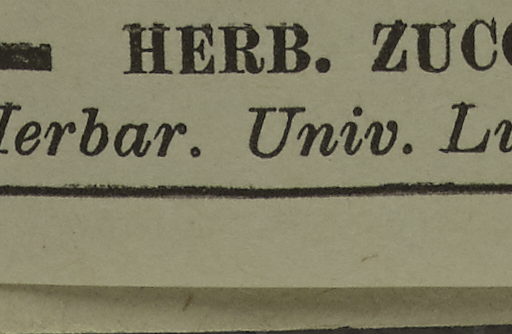 HERB. ZUCC
Herbar. Univ. Lu